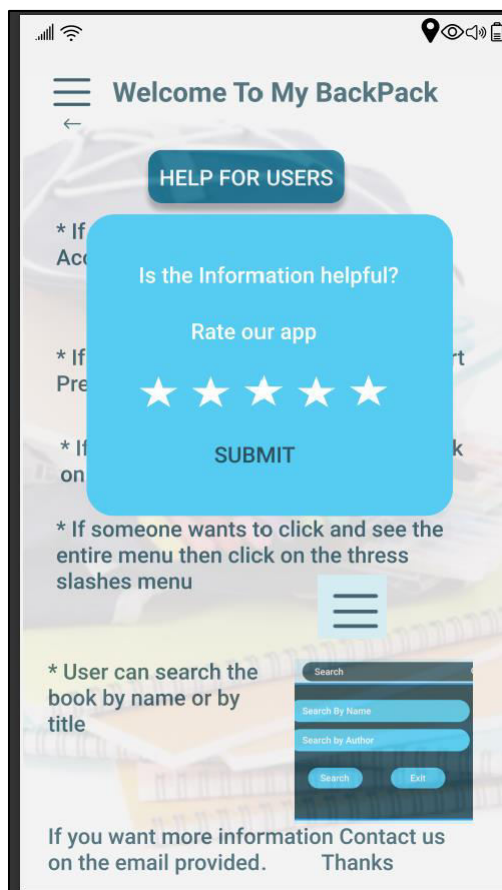 Welcome To My BackPack
HELP FOR USERS
* If
Acc
Is the Information helpful?
Rate our app
* If rt
Pre
* If k
on
SUBMIT
* If someone wants to click and see the
entire menu then click on the thress
slashes menu
* User can search the
book by name or by
title
Search
Search By Name
Search by Author
Search Exit
If you want more information Contact us
on the email provided. Thanks